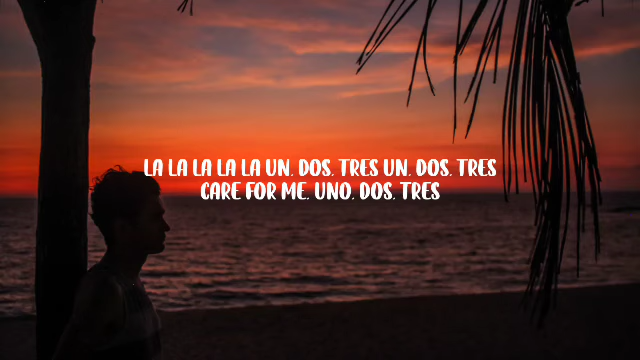 LA LA LA LA LA UN, DOS, TRES UN, DOS, TRES
CARE FOR ME, UNO, DOS, TRES